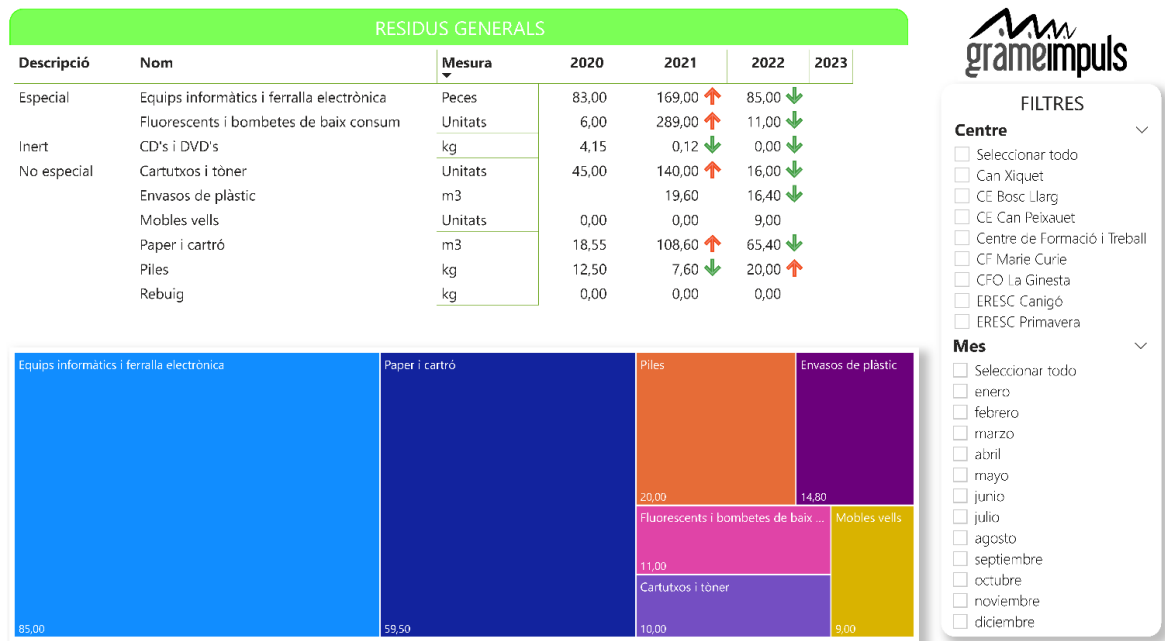 RESIDUS GENERALS
Descripció Nom Mesura 2020 2021 2022 2023
Especial Equips informàtics i ferralla electrònica Peces 83,00 169,00 85,00
Fluorescents i bombetes de baix consum Unitats 6,00 289,00 11,00
Inert CD's i DVD's kg 4,15 0,12 0,00
No especial Cartutxos i tòner Unitats 45,00 140,00 16,00
Envasos de plàstic m3 19,60 16,40
Mobles vells Unitats 0,00 0,00 9,00
Paper i cartró m3 18,55 108,60 65,40
Piles kg 12,50 7,60 20,00
Rebuig kg 0,00 0,00 0,00
Equips informàtics i ferralla electrònica
85,00
Paper i cartró
59,50
Piles
20,00
Envasos de plàstic
14,80
Fluorescents i bombetes de baix ...
11,00
Cartutxos i tòner
10,00
Mobles vells
9,00
grameimpuls
FILTRES
Centre
Seleccionar todo
Can Xiquet
CE Bosc Llarg
CE Can Peixauet
Centre de Formació i Treball
CF Marie Curie
CFO La Ginesta
ERESC Canigó
ERESC Primavera
Mes
Seleccionar todo
enero
febrero
marzo
abril
mayo
junio
julio
agosto
septiembre
octubre
noviembre
diciembre